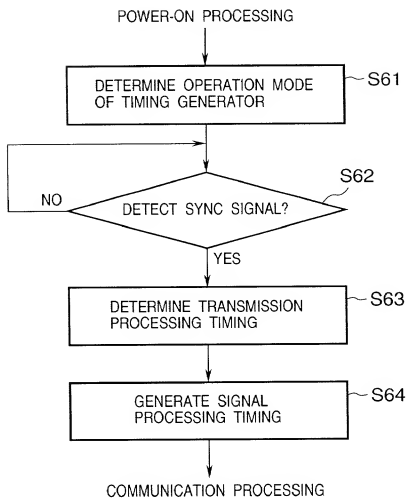 POWER-ON PROCESSING
DETERMINE OPERATION MODE
OF TIMING GENERATOR
S61
S62
DETECT SYNC SIGNAL?
NO
YES
DETERMINE TRANSMISSION
PROCESSING TIMING
S63
GENERATE SIGNAL
PROCESSING TIMING
S64
COMMUNICATION PROCESSING